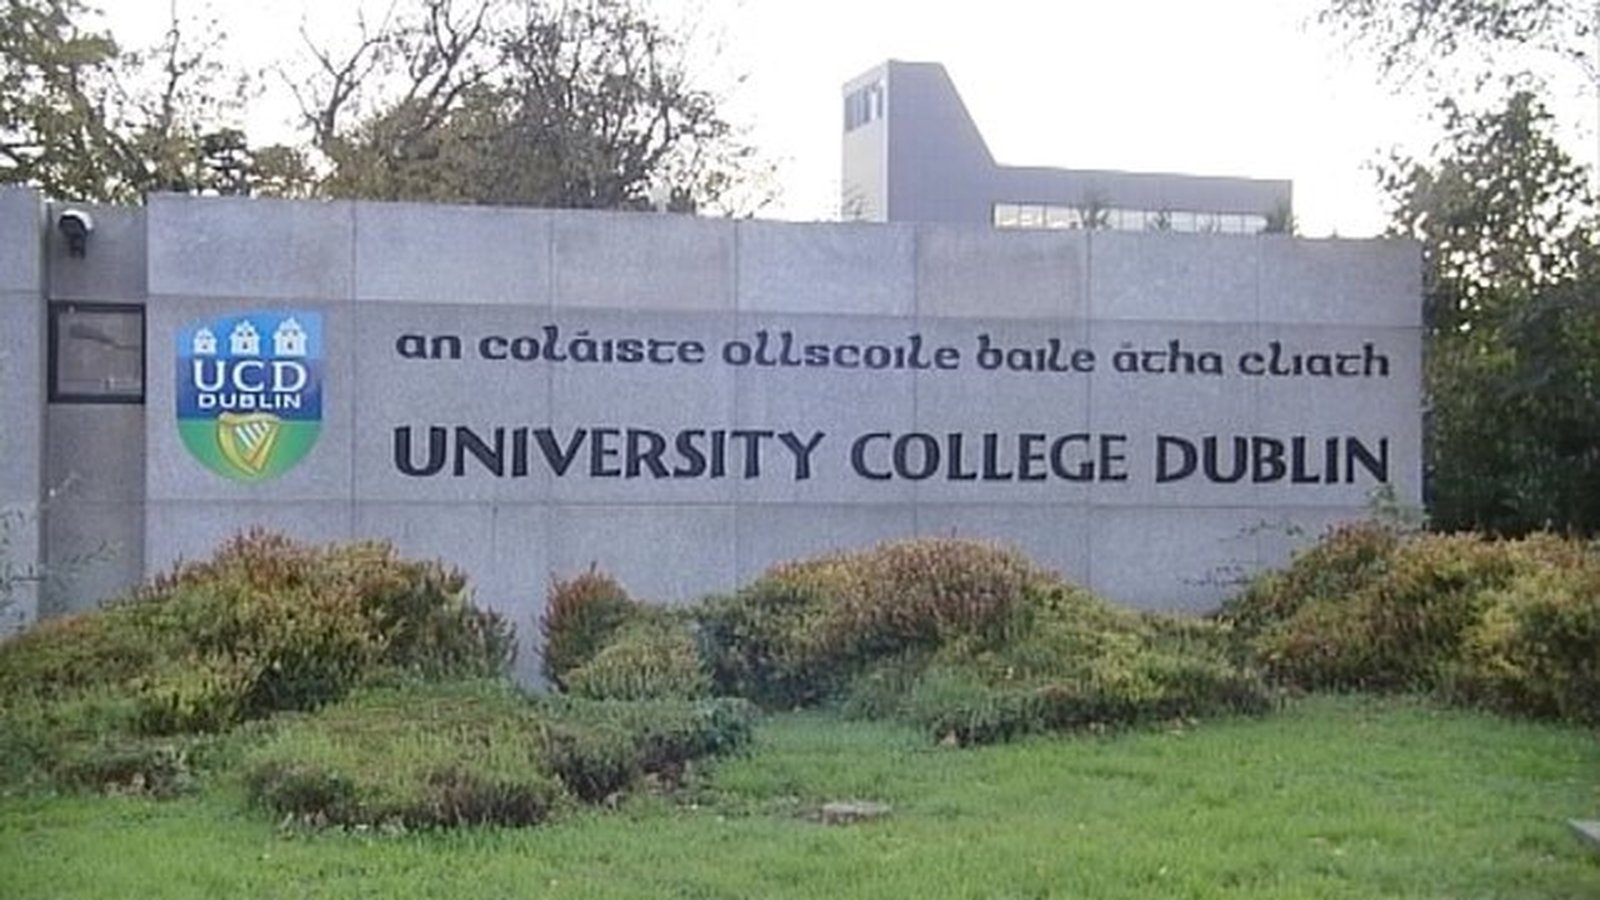 UCD
DUBLIN
an coláiste ollscoile baile átha cliath
UNIVERSITY COLLEGE DUBLIN